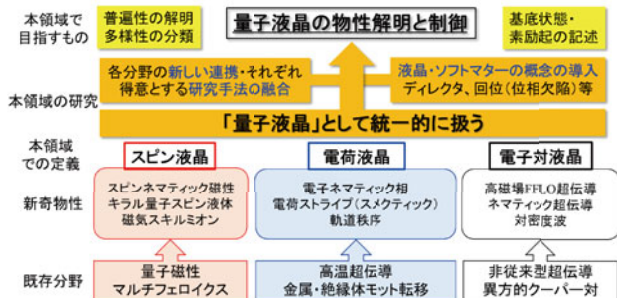 本領域で
目指すもの
普遍性の解明
多様性の分類
量子液晶の物性解明と制御
基底状態・
素励起の記述
本領域の研究
各分野の新しい連携・それぞれ
得意とする研究手法の融合
液晶・ソフトマターの概念の導入
ディレクタ、回位(位相欠陥)等
「量子液晶」として統一的に扱う
本領域
での定義
スピン液晶
電荷液晶
電子対液晶
新奇物性
スピンネマティック磁性
キラル量子スピン液体
磁気スキルミオン
電子ネマティック相
電荷ストライプ(スメクティック)
軌道秩序
高磁場FFLO超伝導
ネマティック超伝導
対密度波
既存分野
量子磁性
マルチフェロイクス
高温超伝導
金属・絶縁体モット転移
非従来型超伝導
異方的クーパー対